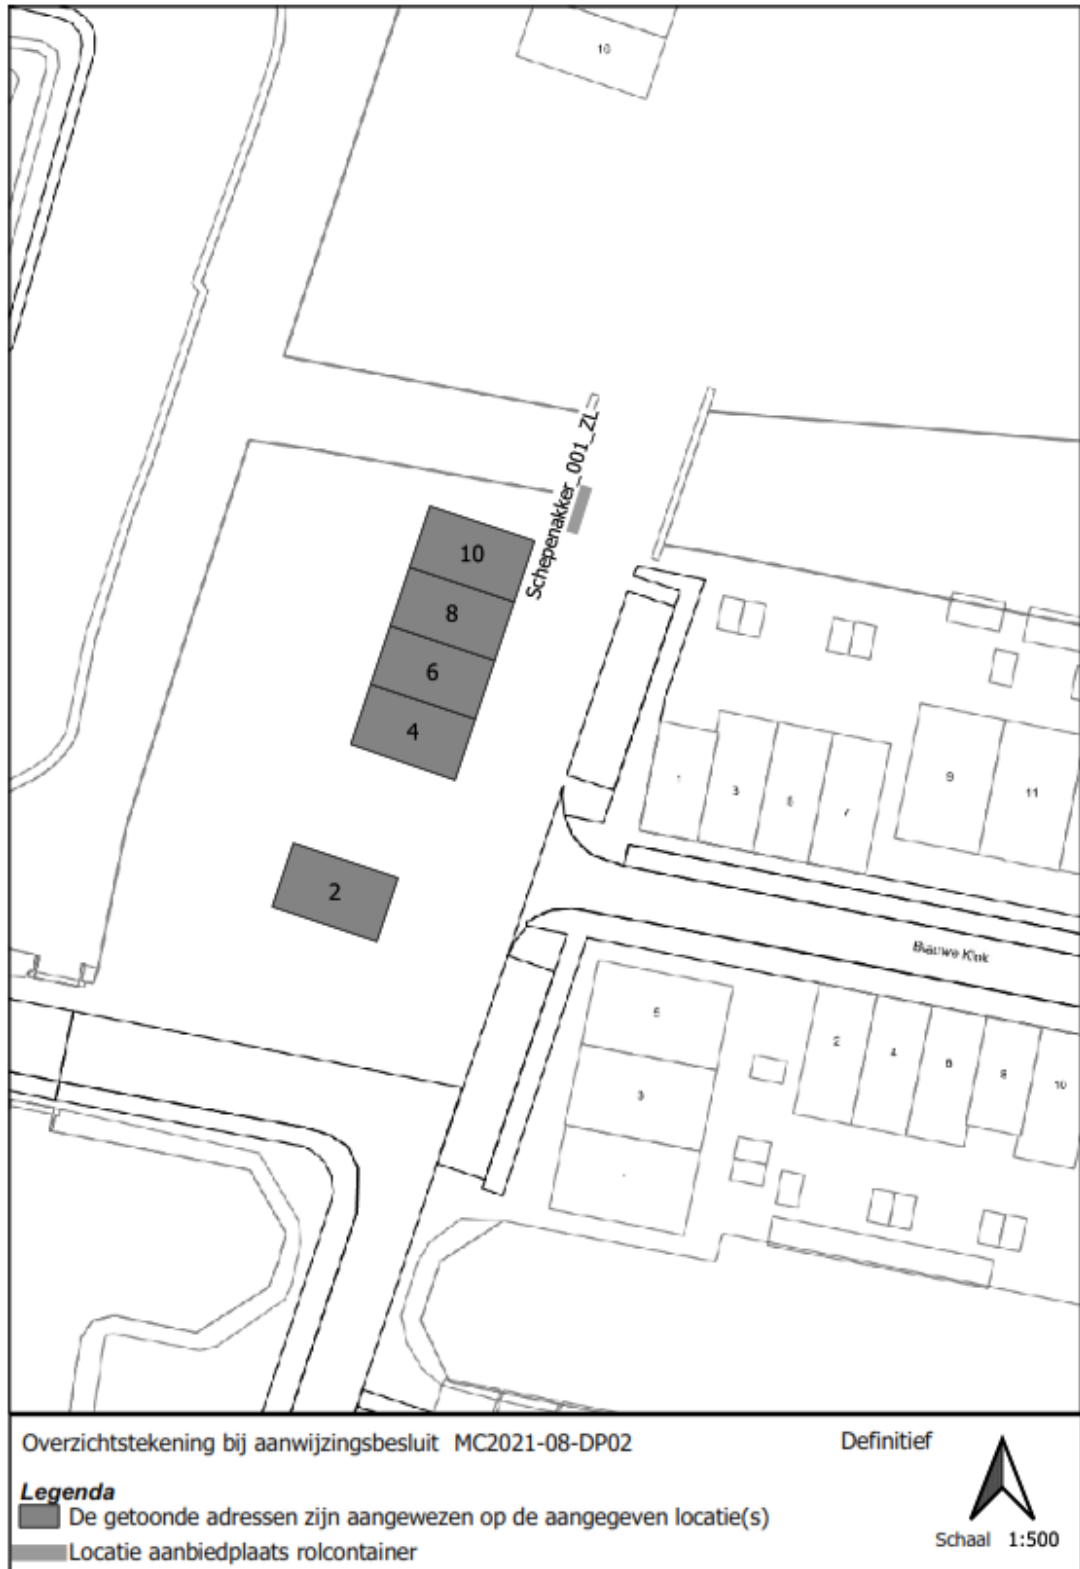 10
Schepenakker_001_ZL
10
8
6
4
2
1
3
5
7
9
11
Blauwe Kiek
5
3
2
4
6
8
10
Overzichtstekening bij aanwijzingsbesluit MC2021-08-DP02
Definitief
Legenda
De getoonde adressen zijn aangewezen op de aangegeven locatie(s)
Locatie aanbiedplaats rolcontainer
Schaal 1:500